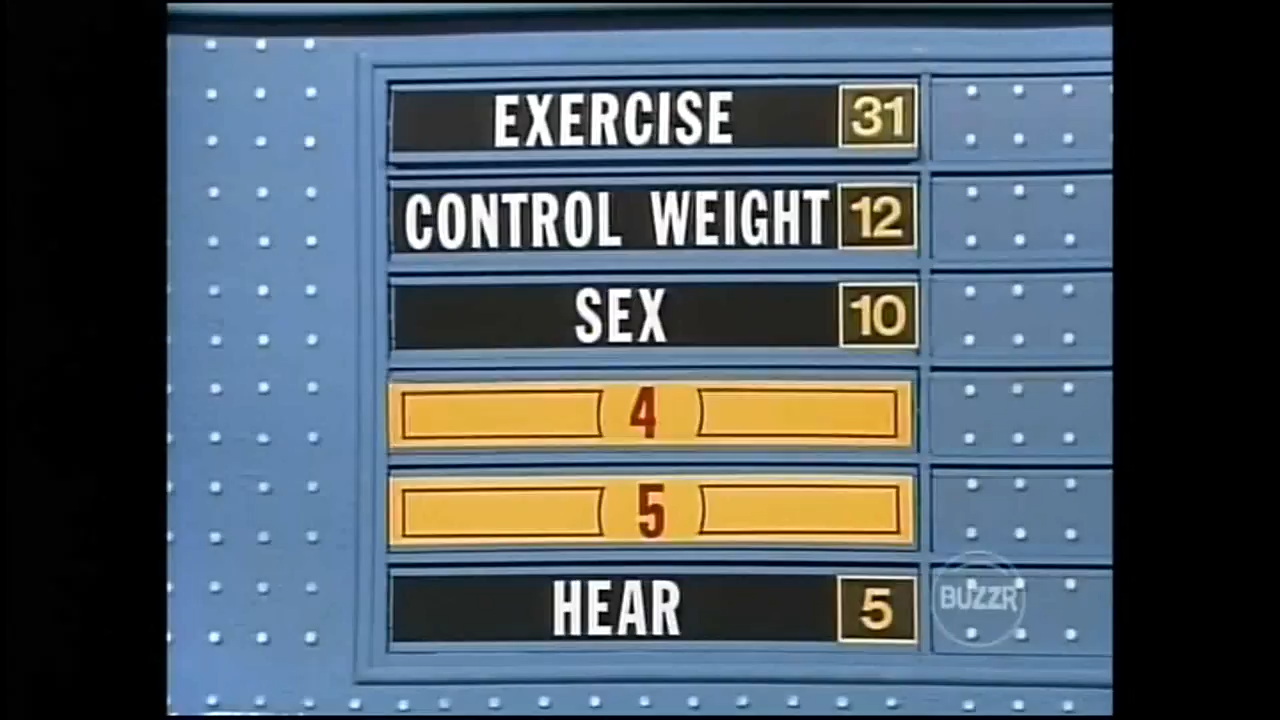 EXERCISE 31
CONTROL WEIGHT 12
SEX 10
4
5
HEAR 5
BUZZR